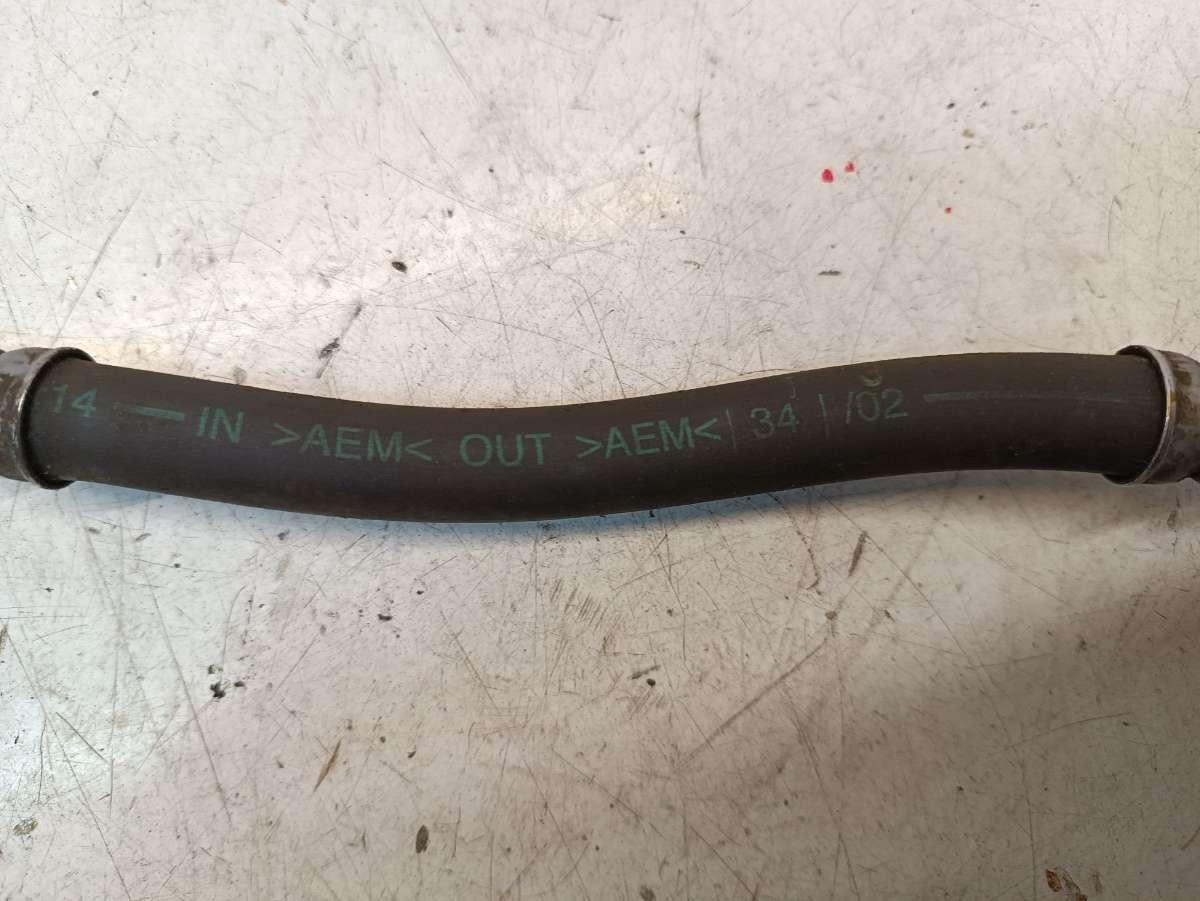 14 — IN >AEM< OUT >AEM< | 34 | /02 —